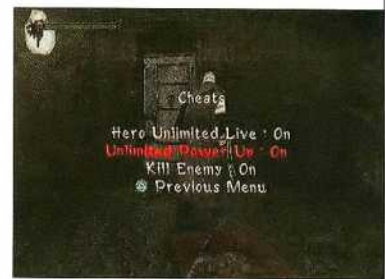 Cheats
Hero Unlimited Live : On
Unlimited Power Up : On
Kill Enemy : On
Previous Menu